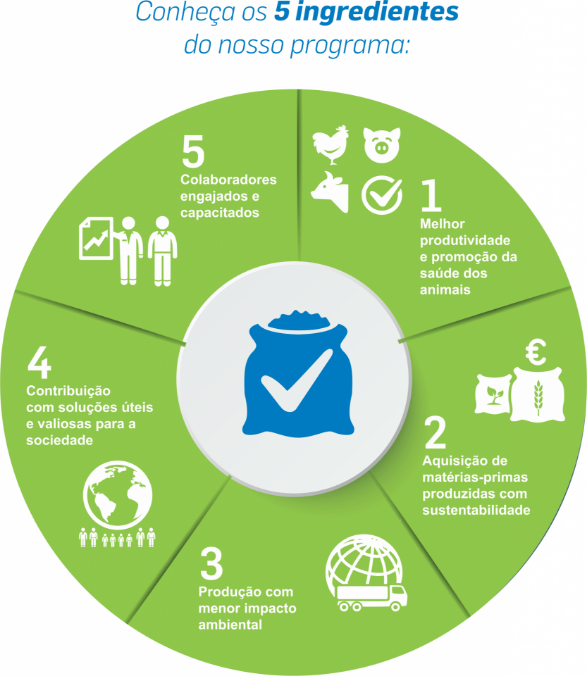 Conheça os 5 ingredientes
do nosso programa:
1
Melhor
produtividade
e promoção da
saúde dos
animais
€
2
Aquisição de
matérias-primas
produzidas com
sustentabilidade
3
Produção com
menor impacto
ambiental
4
Contribuição
com soluções úteis
e valiosas para a
sociedade
5
Colaboradores
engajados e
capacitados